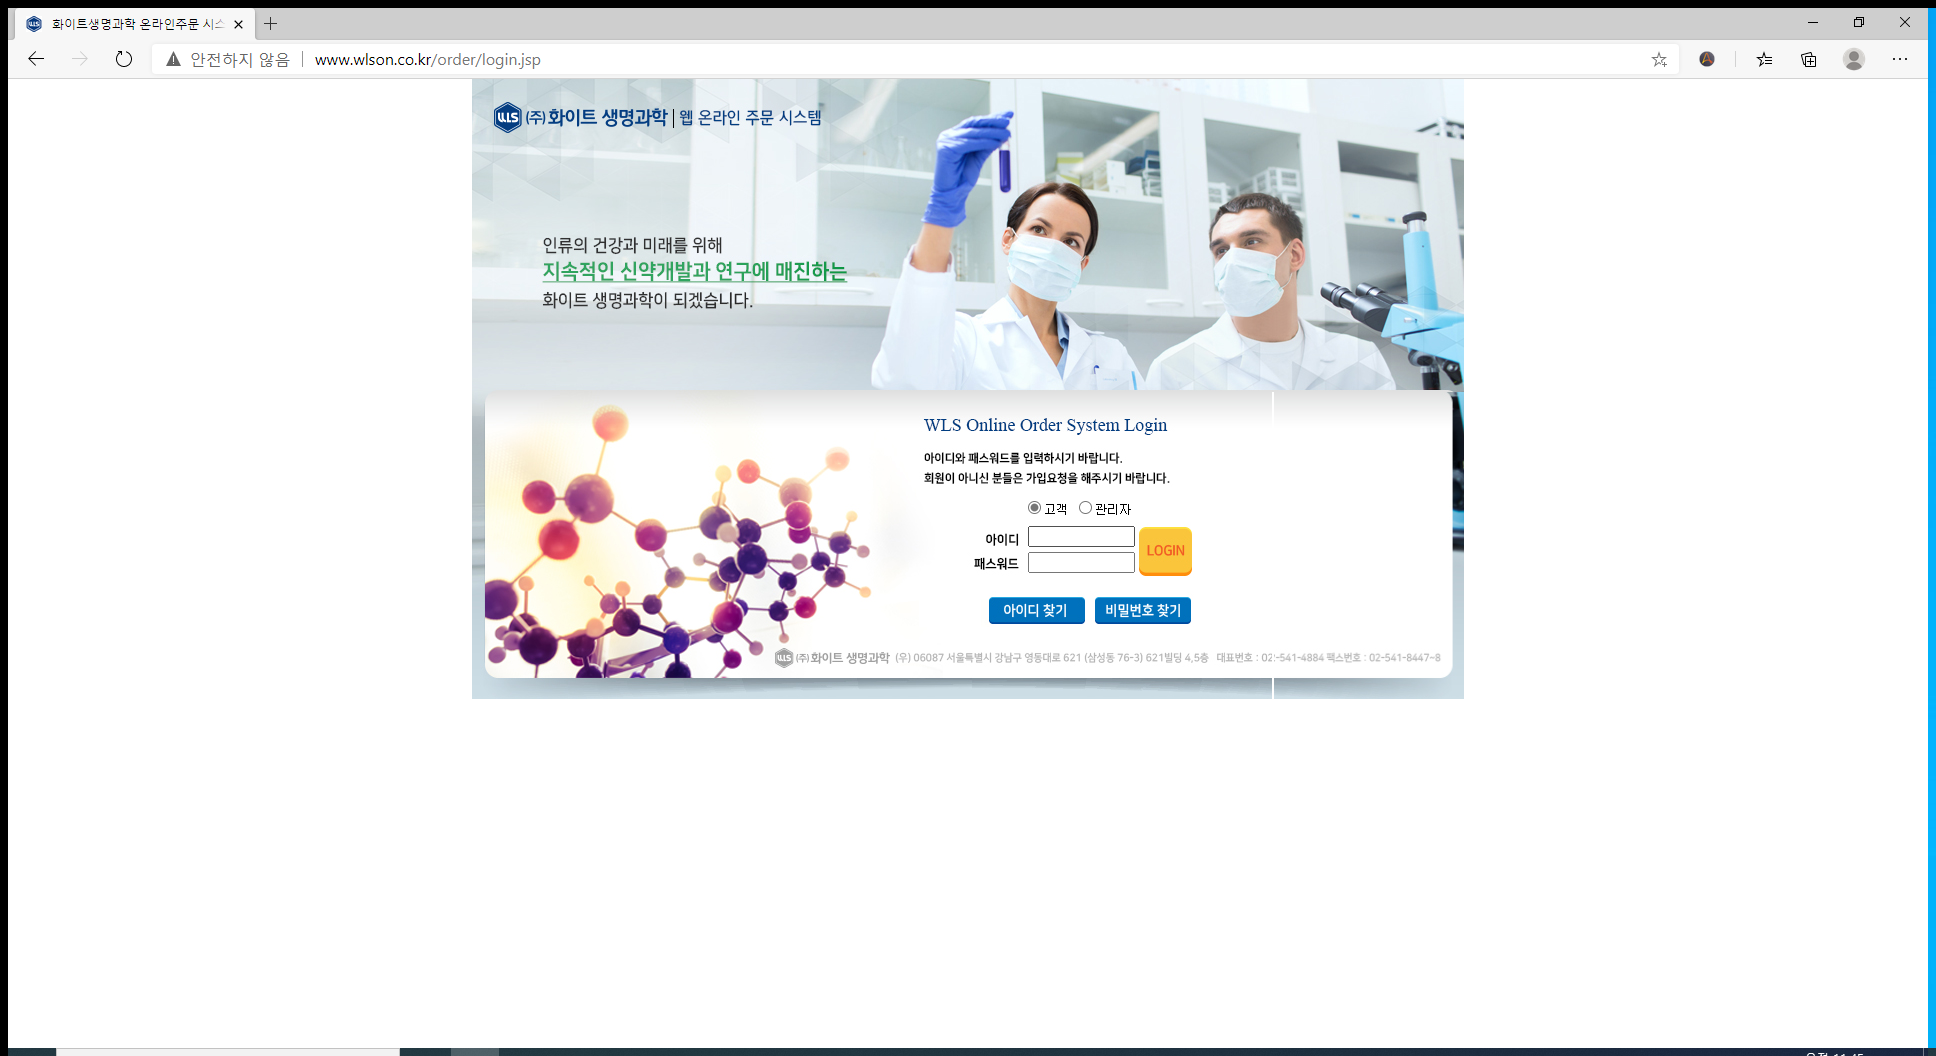 화이트생명과학 온라인주문 시스
안전하지 않음
www.wlson.co.kr/order/login.jsp
WLS (주)화이트 생명과학 | 웹 온라인 주문 시스템
인류의 건강과 미래를 위해
지속적인 신약개발과 연구에 매진하는
화이트 생명과학이 되겠습니다.
WLS Online Order System Login
아이디와 패스워드를 입력하시기 바랍니다.
회원이 아니신 분들은 가입요청을 해주시기 바랍니다.
고객 관리자
아이디
패스워드
LOGIN
아이디 찾기 비밀번호 찾기
WLS (주)화이트 생명과학 (우) 06087 서울특별시 강남구 영동대로 621 (삼성동 76-3) 621빌딩 4,5층 대표번호 : 02-541-4884 팩스번호 : 02-541-8447~8